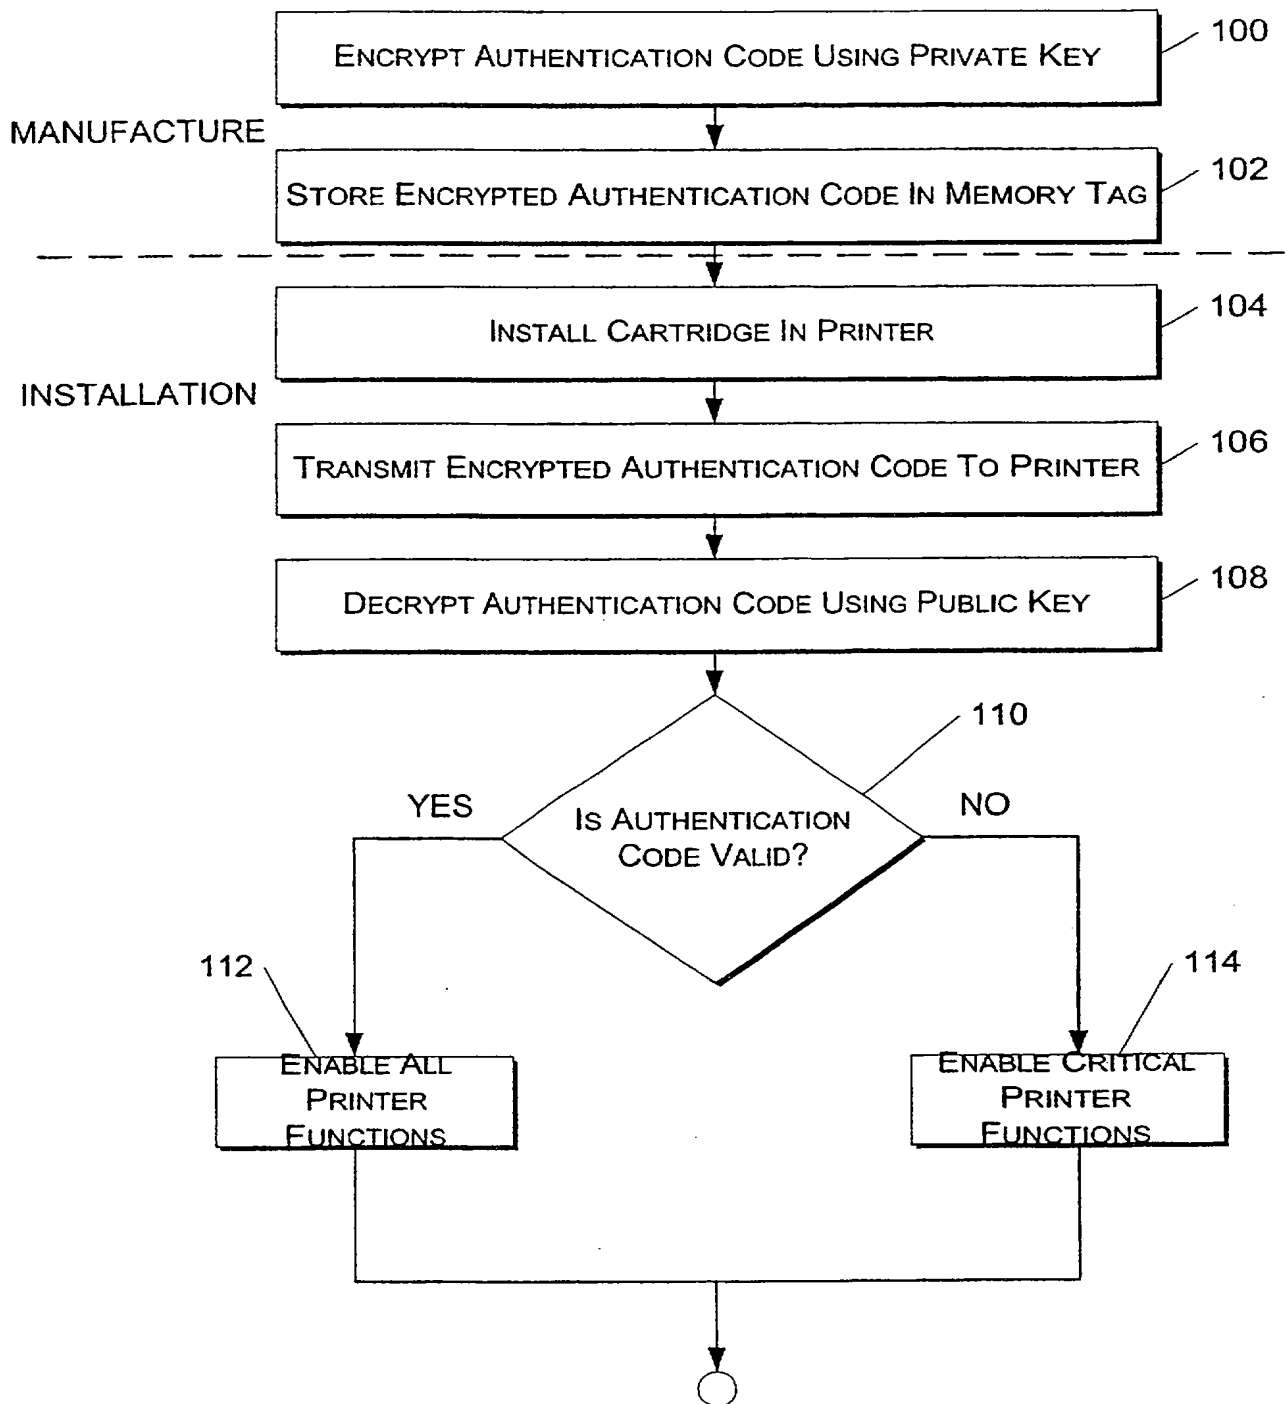 ENCRYPT AUTHENTICATION CODE USING PRIVATE KEY
100
MANUFACTURE
STORE ENCRYPTED AUTHENTICATION CODE IN MEMORY TAG
102
INSTALL CARTRIDGE IN PRINTER
104
INSTALLATION
TRANSMIT ENCRYPTED AUTHENTICATION CODE TO PRINTER
106
DECRYPT AUTHENTICATION CODE USING PUBLIC KEY
108
110
YES
IS AUTHENTICATION
CODE VALID?
NO
112
ENABLE ALL
PRINTER
FUNCTIONS
114
ENABLE CRITICAL
PRINTER
FUNCTIONS